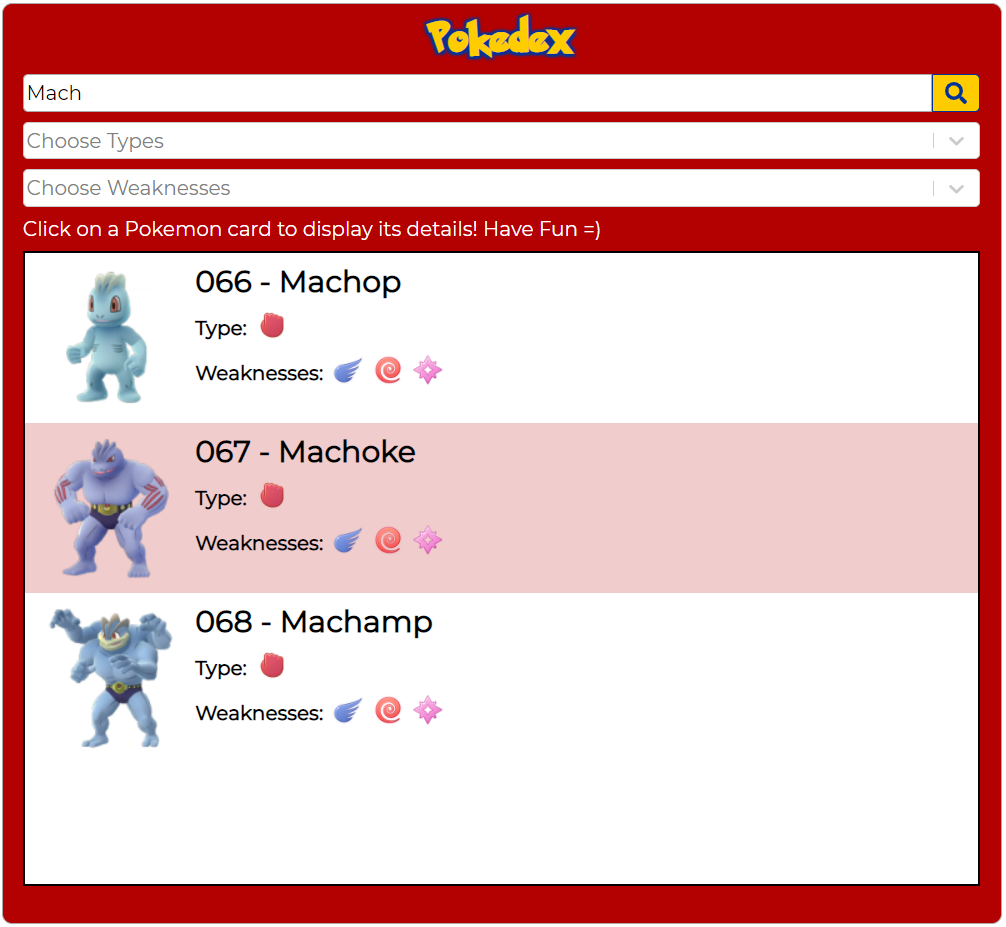 Pokedex
Mach
Choose Types
Choose Weaknesses
Click on a Pokemon card to display its details! Have Fun =)
066 - Machop
Type:
Weaknesses:
067 - Machoke
Type:
Weaknesses:
068 - Machamp
Type:
Weaknesses: